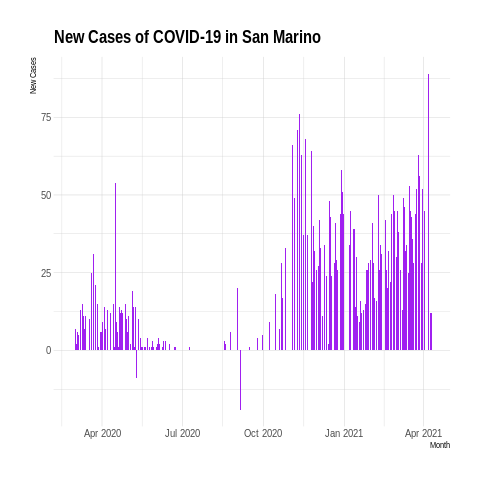 New Cases of COVID-19 in San Marino
New Cases
75
50
25
0
Apr 2020 Jul 2020 Oct 2020 Jan 2021 Apr 2021
Month